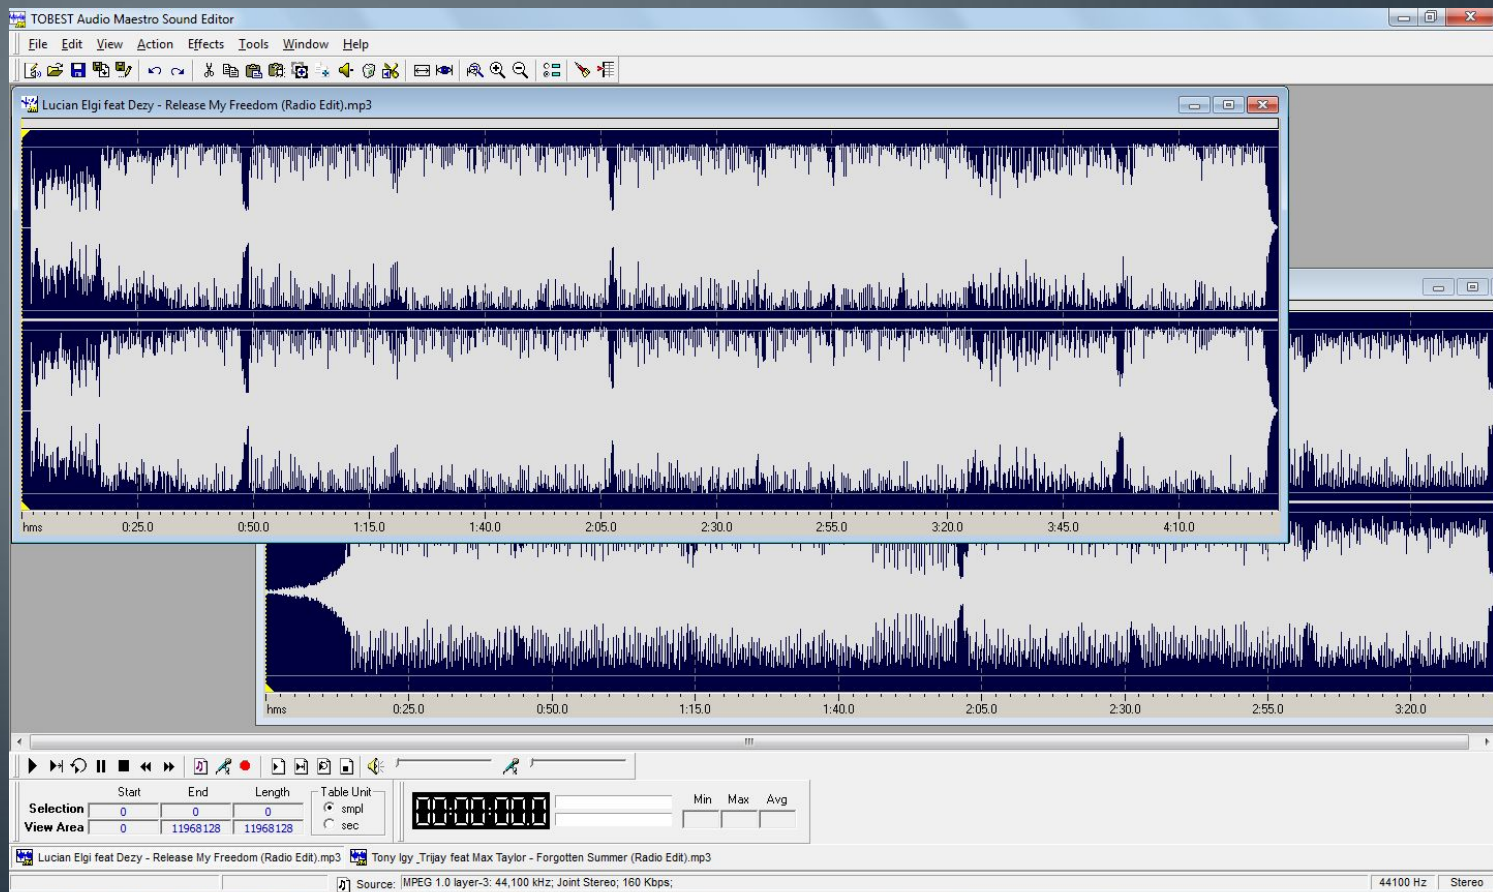 TOBEST Audio Maestro Sound Editor
File Edit View Action Effects Tools Window Help
Lucian Elgi feat Dezy - Release My Freedom (Radio Edit).mp3
hms 0:25.0 0:50.0 1:15.0 1:40.0 2:05.0 2:30.0 2:55.0 3:20.0 3:45.0 4:10.0
hms 0:25.0 0:50.0 1:15.0 1:40.0 2:05.0 2:30.0 2:55.0 3:20.0
Start End Length Table Unit
Selection 0 0 0 smpl
View Area 0 11968128 11968128 sec
00:00:00.0
Min Max Avg
Lucian Elgi feat Dezy - Release My Freedom (Radio Edit).mp3 Tony Igy _Trijay feat Max Taylor - Forgotten Summer (Radio Edit).mp3
Source: MPEG 1.0 layer-3: 44,100 kHz; Joint Stereo; 160 Kbps; 44100 Hz Stereo